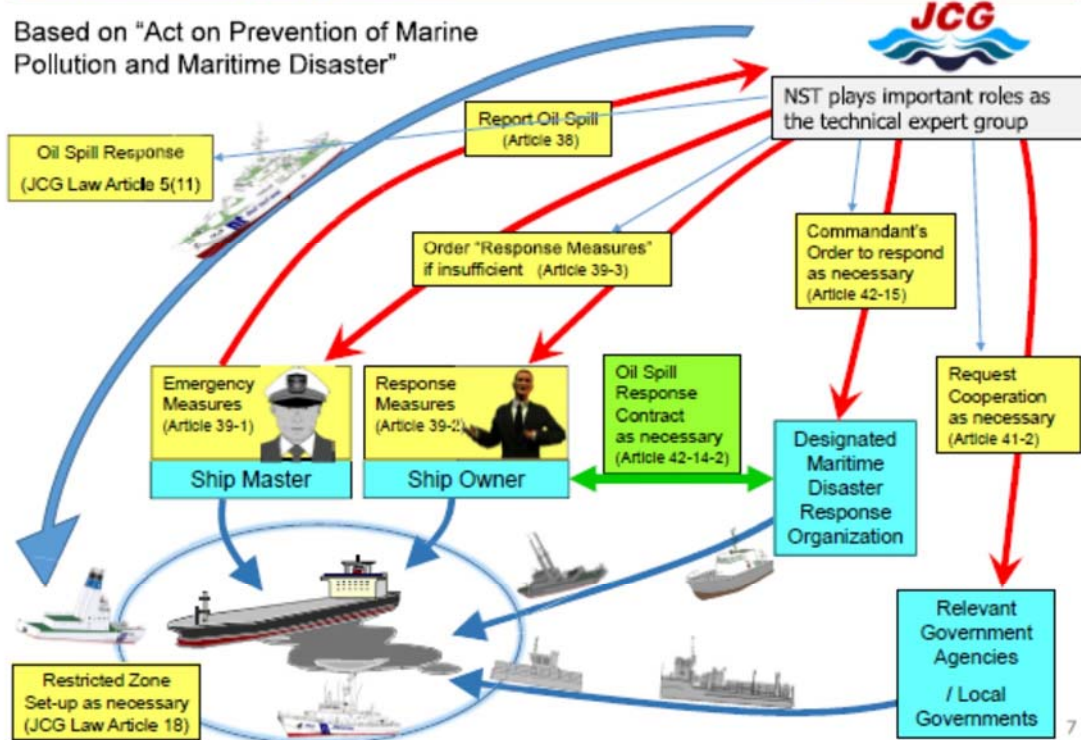 Based on “Act on Prevention of Marine
Pollution and Maritime Disaster”
JCG
NST plays important roles as
the technical expert group
Report Oil Spill
(Article 38)
Oil Spill Response
(JCG Law Article 5(11)
Order “Response Measures”
if insufficient (Article 39-3)
Commandant's
Order to respond
as necessary
(Article 42-15)
Emergency
Measures
(Article 39-1)
Ship Master
Response
Measures
(Article 39-2)
Ship Owner
Oil Spill
Response
Contract
as necessary
(Article 42-14-2)
Request
Cooperation
as necessary
(Article 41-2)
Designated
Maritime
Disaster
Response
Organization
Relevant
Government
Agencies
/ Local
Governments
Restricted Zone
Set-up as necessary
(JCG Law Article 18)
7